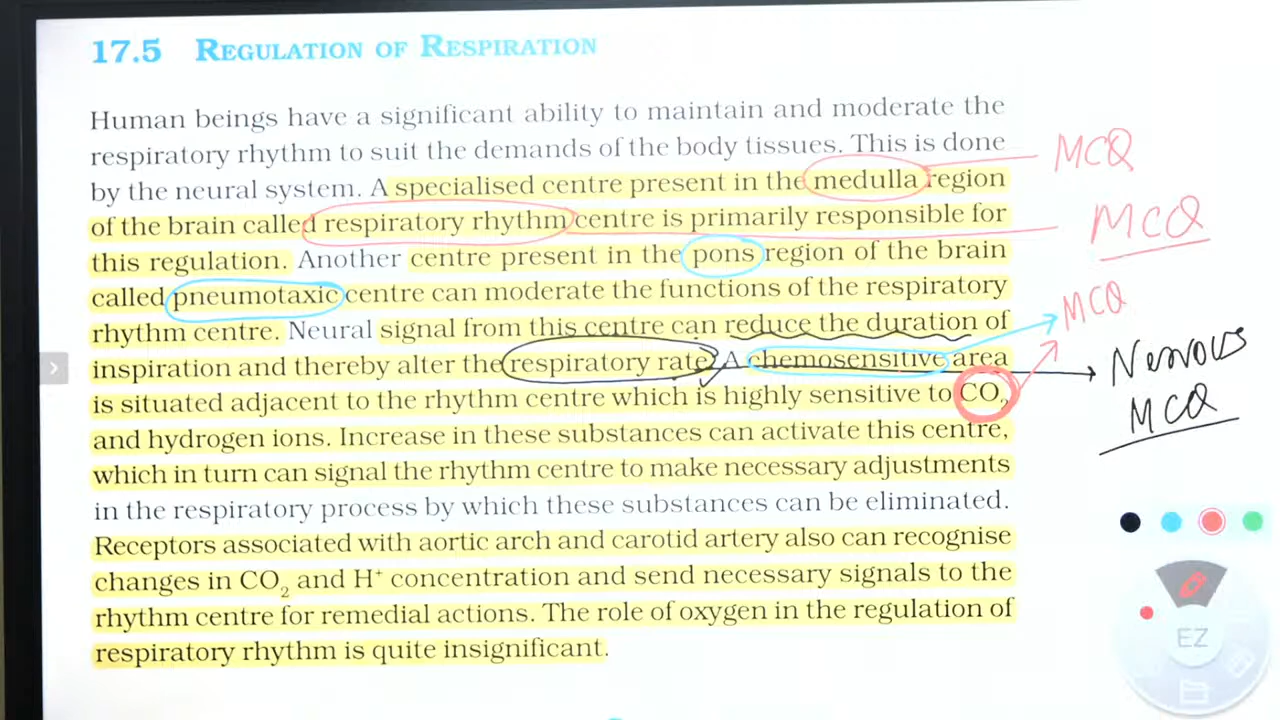 17.5 REGULATION OF RESPIRATION
Human beings have a significant ability to maintain and moderate the
respiratory rhythm to suit the demands of the body tissues. This is done
by the neural system. A specialised centre present in the medulla region
of the brain called respiratory rhythm centre is primarily responsible for
this regulation. Another centre present in the pons region of the brain
called pneumotaxic centre can moderate the functions of the respiratory
rhythm centre. Neural signal from this centre can reduce the duration of
inspiration and thereby alter the respiratory rate. A chemosensitive area
is situated adjacent to the rhythm centre which is highly sensitive to CO₂
and hydrogen ions. Increase in these substances can activate this centre,
which in turn can signal the rhythm centre to make necessary adjustments
in the respiratory process by which these substances can be eliminated.
Receptors associated with aortic arch and carotid artery also can recognise
changes in CO₂ and H⁺ concentration and send necessary signals to the
rhythm centre for remedial actions. The role of oxygen in the regulation of
respiratory rhythm is quite insignificant.
MCQ
MCQ
MCQ
Nervous
MCQ
EZ